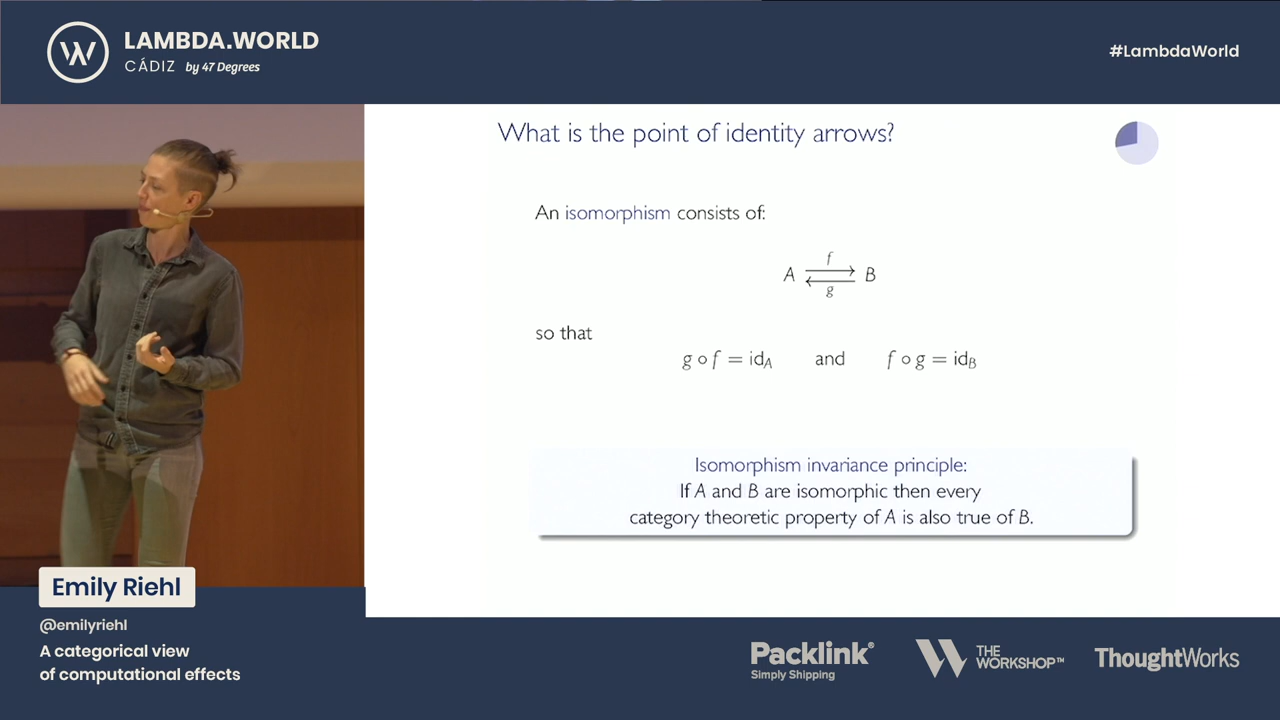 LAMBDA.WORLD
CÁDIZ by 47 Degrees
#LambdaWorld
What is the point of identity arrows?
An isomorphism consists of:
f
A ⇄ B
g
so that
g ∘ f = id_A and f ∘ g = id_B
Isomorphism invariance principle:
If A and B are isomorphic then every
category theoretic property of A is also true of B.
Emily Riehl
@emilyriehl
A categorical view
of computational effects
Packlink®
Simply Shipping
THE
WORKSHOP™
ThoughtWorks